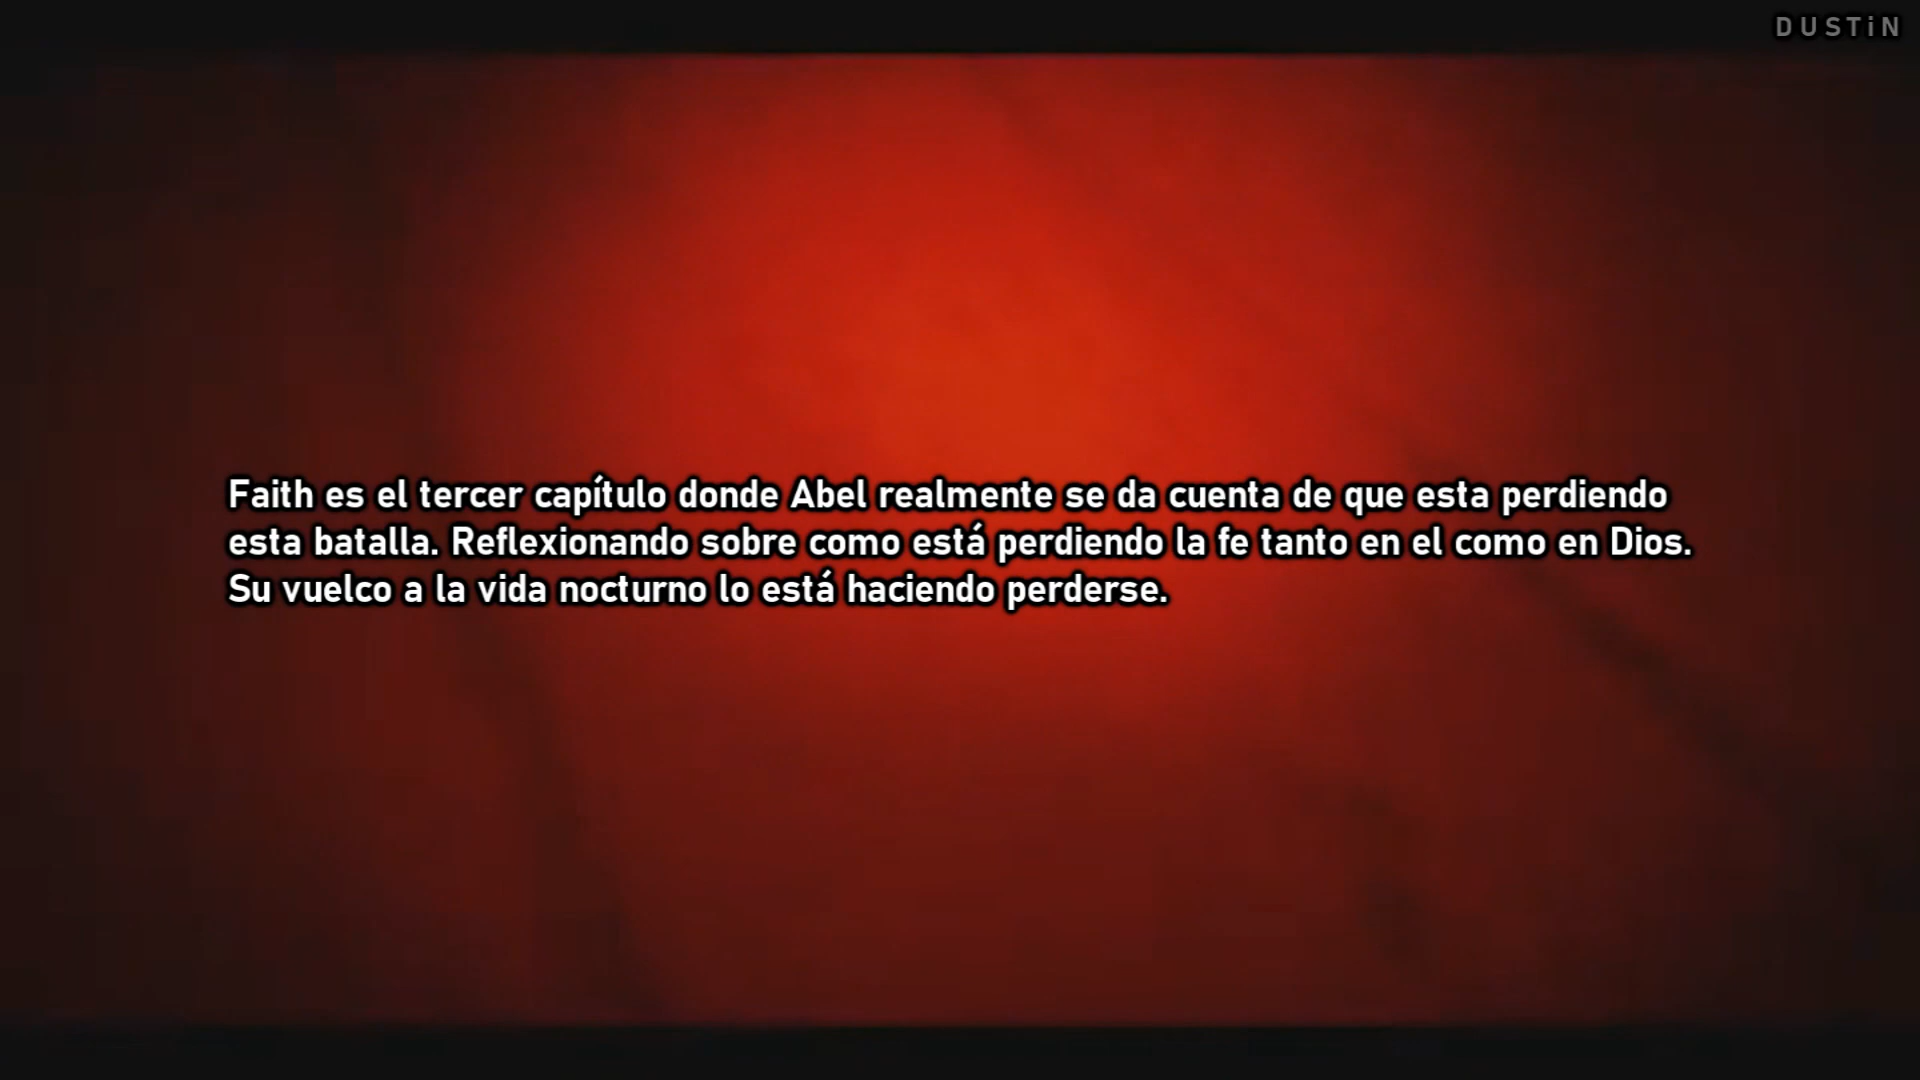 DUSTiN
Faith es el tercer capítulo donde Abel realmente se da cuenta de que esta perdiendo
esta batalla. Reflexionando sobre como está perdiendo la fe tanto en el como en Dios.
Su vuelco a la vida nocturno lo está haciendo perderse.